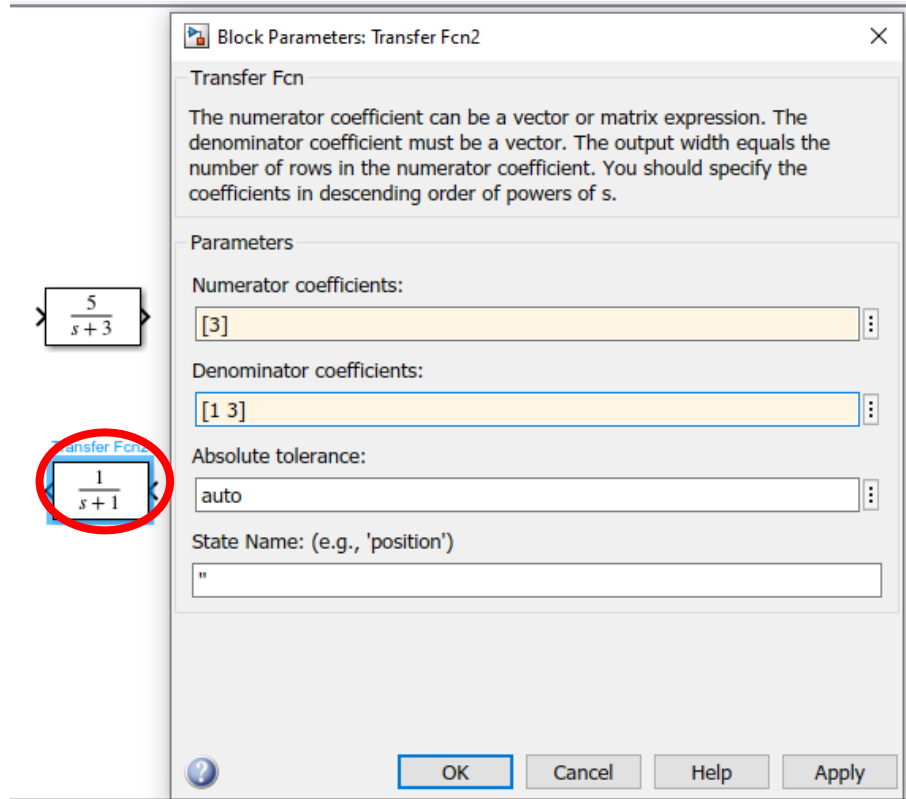 Block Parameters: Transfer Fcn2
Transfer Fcn
The numerator coefficient can be a vector or matrix expression. The
denominator coefficient must be a vector. The output width equals the
number of rows in the numerator coefficient. You should specify the
coefficients in descending order of powers of s.
Parameters
Numerator coefficients:
[3]
Denominator coefficients:
[1 3]
Absolute tolerance:
auto
State Name: (e.g., 'position')
''
OK Cancel Help Apply
5
s + 3
Transfer Fcn2
1
s + 1